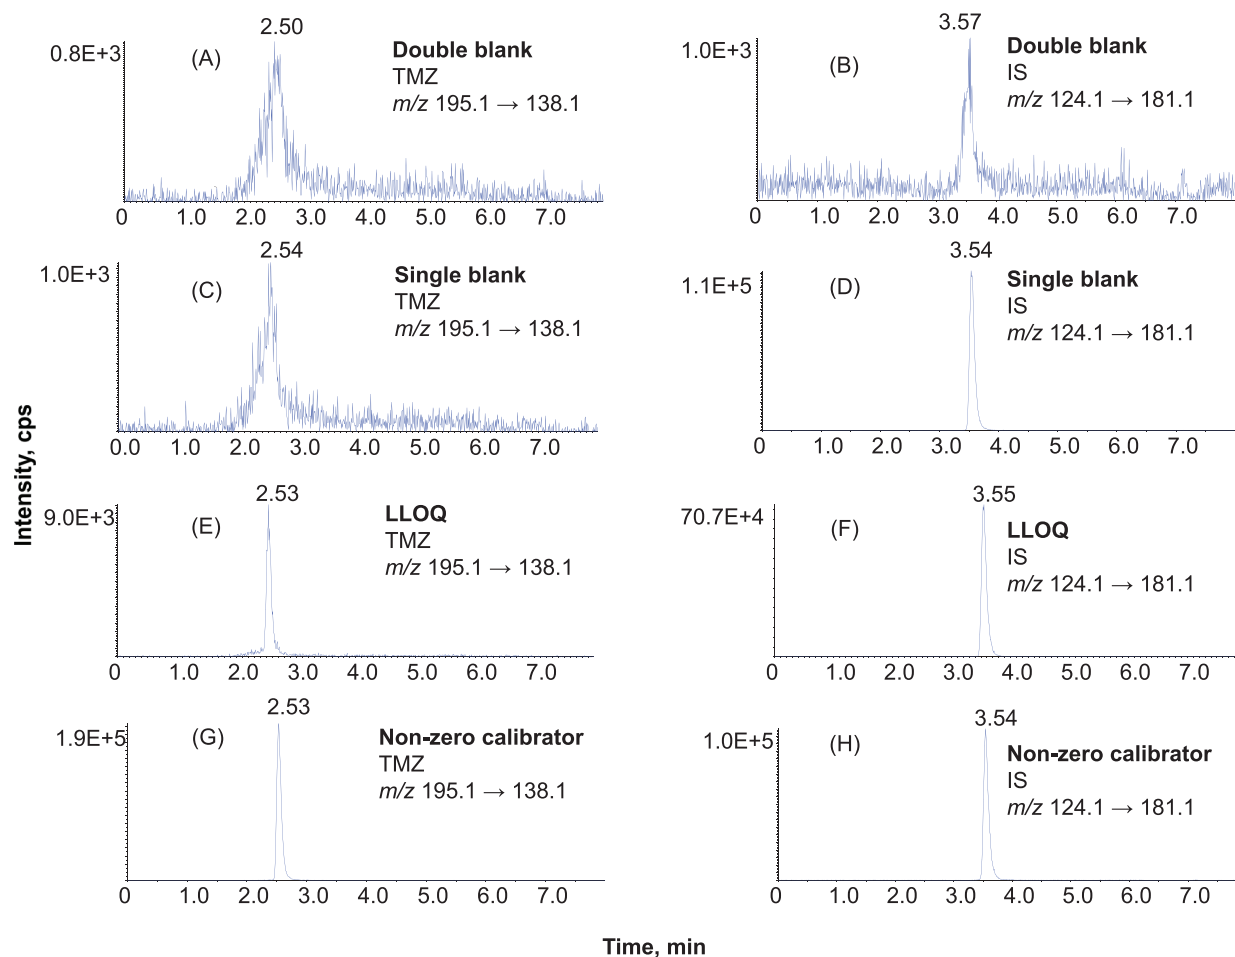 2.50
0.8E+3
(A)
Double blank
TMZ
m/z 195.1 → 138.1
0 1.0 2.0 3.0 4.0 5.0 6.0 7.0
3.57
1.0E+3
(B)
Double blank
IS
m/z 124.1 → 181.1
0 1.0 2.0 3.0 4.0 5.0 6.0 7.0
2.54
1.0E+3
(C)
Single blank
TMZ
m/z 195.1 → 138.1
0.0 1.0 2.0 3.0 4.0 5.0 6.0 7.0
3.54
1.1E+5
(D)
Single blank
IS
m/z 124.1 → 181.1
0 1.0 2.0 3.0 4.0 5.0 6.0 7.0
Intensity, cps
2.53
9.0E+3
(E)
LLOQ
TMZ
m/z 195.1 → 138.1
0 1.0 2.0 3.0 4.0 5.0 6.0 7.0
3.55
70.7E+4
(F)
LLOQ
IS
m/z 124.1 → 181.1
0 1.0 2.0 3.0 4.0 5.0 6.0 7.0
2.53
1.9E+5
(G)
Non-zero calibrator
TMZ
m/z 195.1 → 138.1
0 1.0 2.0 3.0 4.0 5.0 6.0 7.0
3.54
1.0E+5
(H)
Non-zero calibrator
IS
m/z 124.1 → 181.1
0 1.0 2.0 3.0 4.0 5.0 6.0 7.0
Time, min